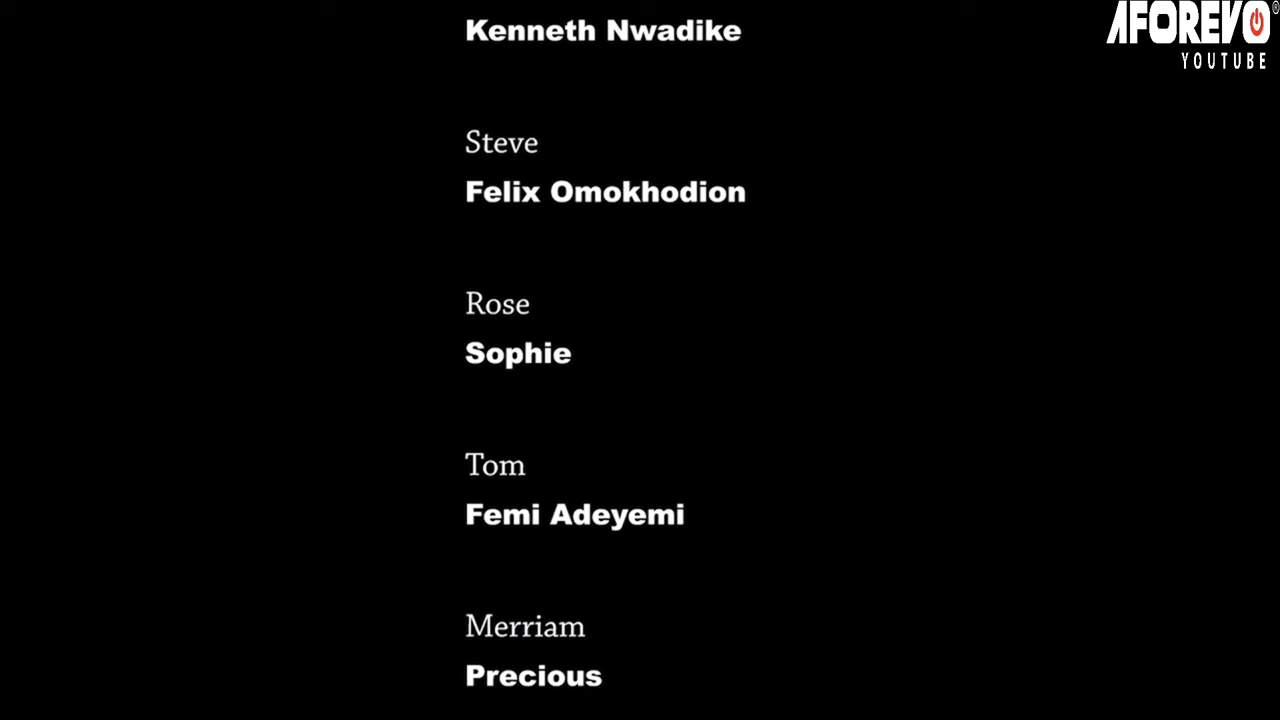 Kenneth Nwadike
AFOREVO®
YOUTUBE
Steve
Felix Omokhodion
Rose
Sophie
Tom
Femi Adeyemi
Merriam
Precious